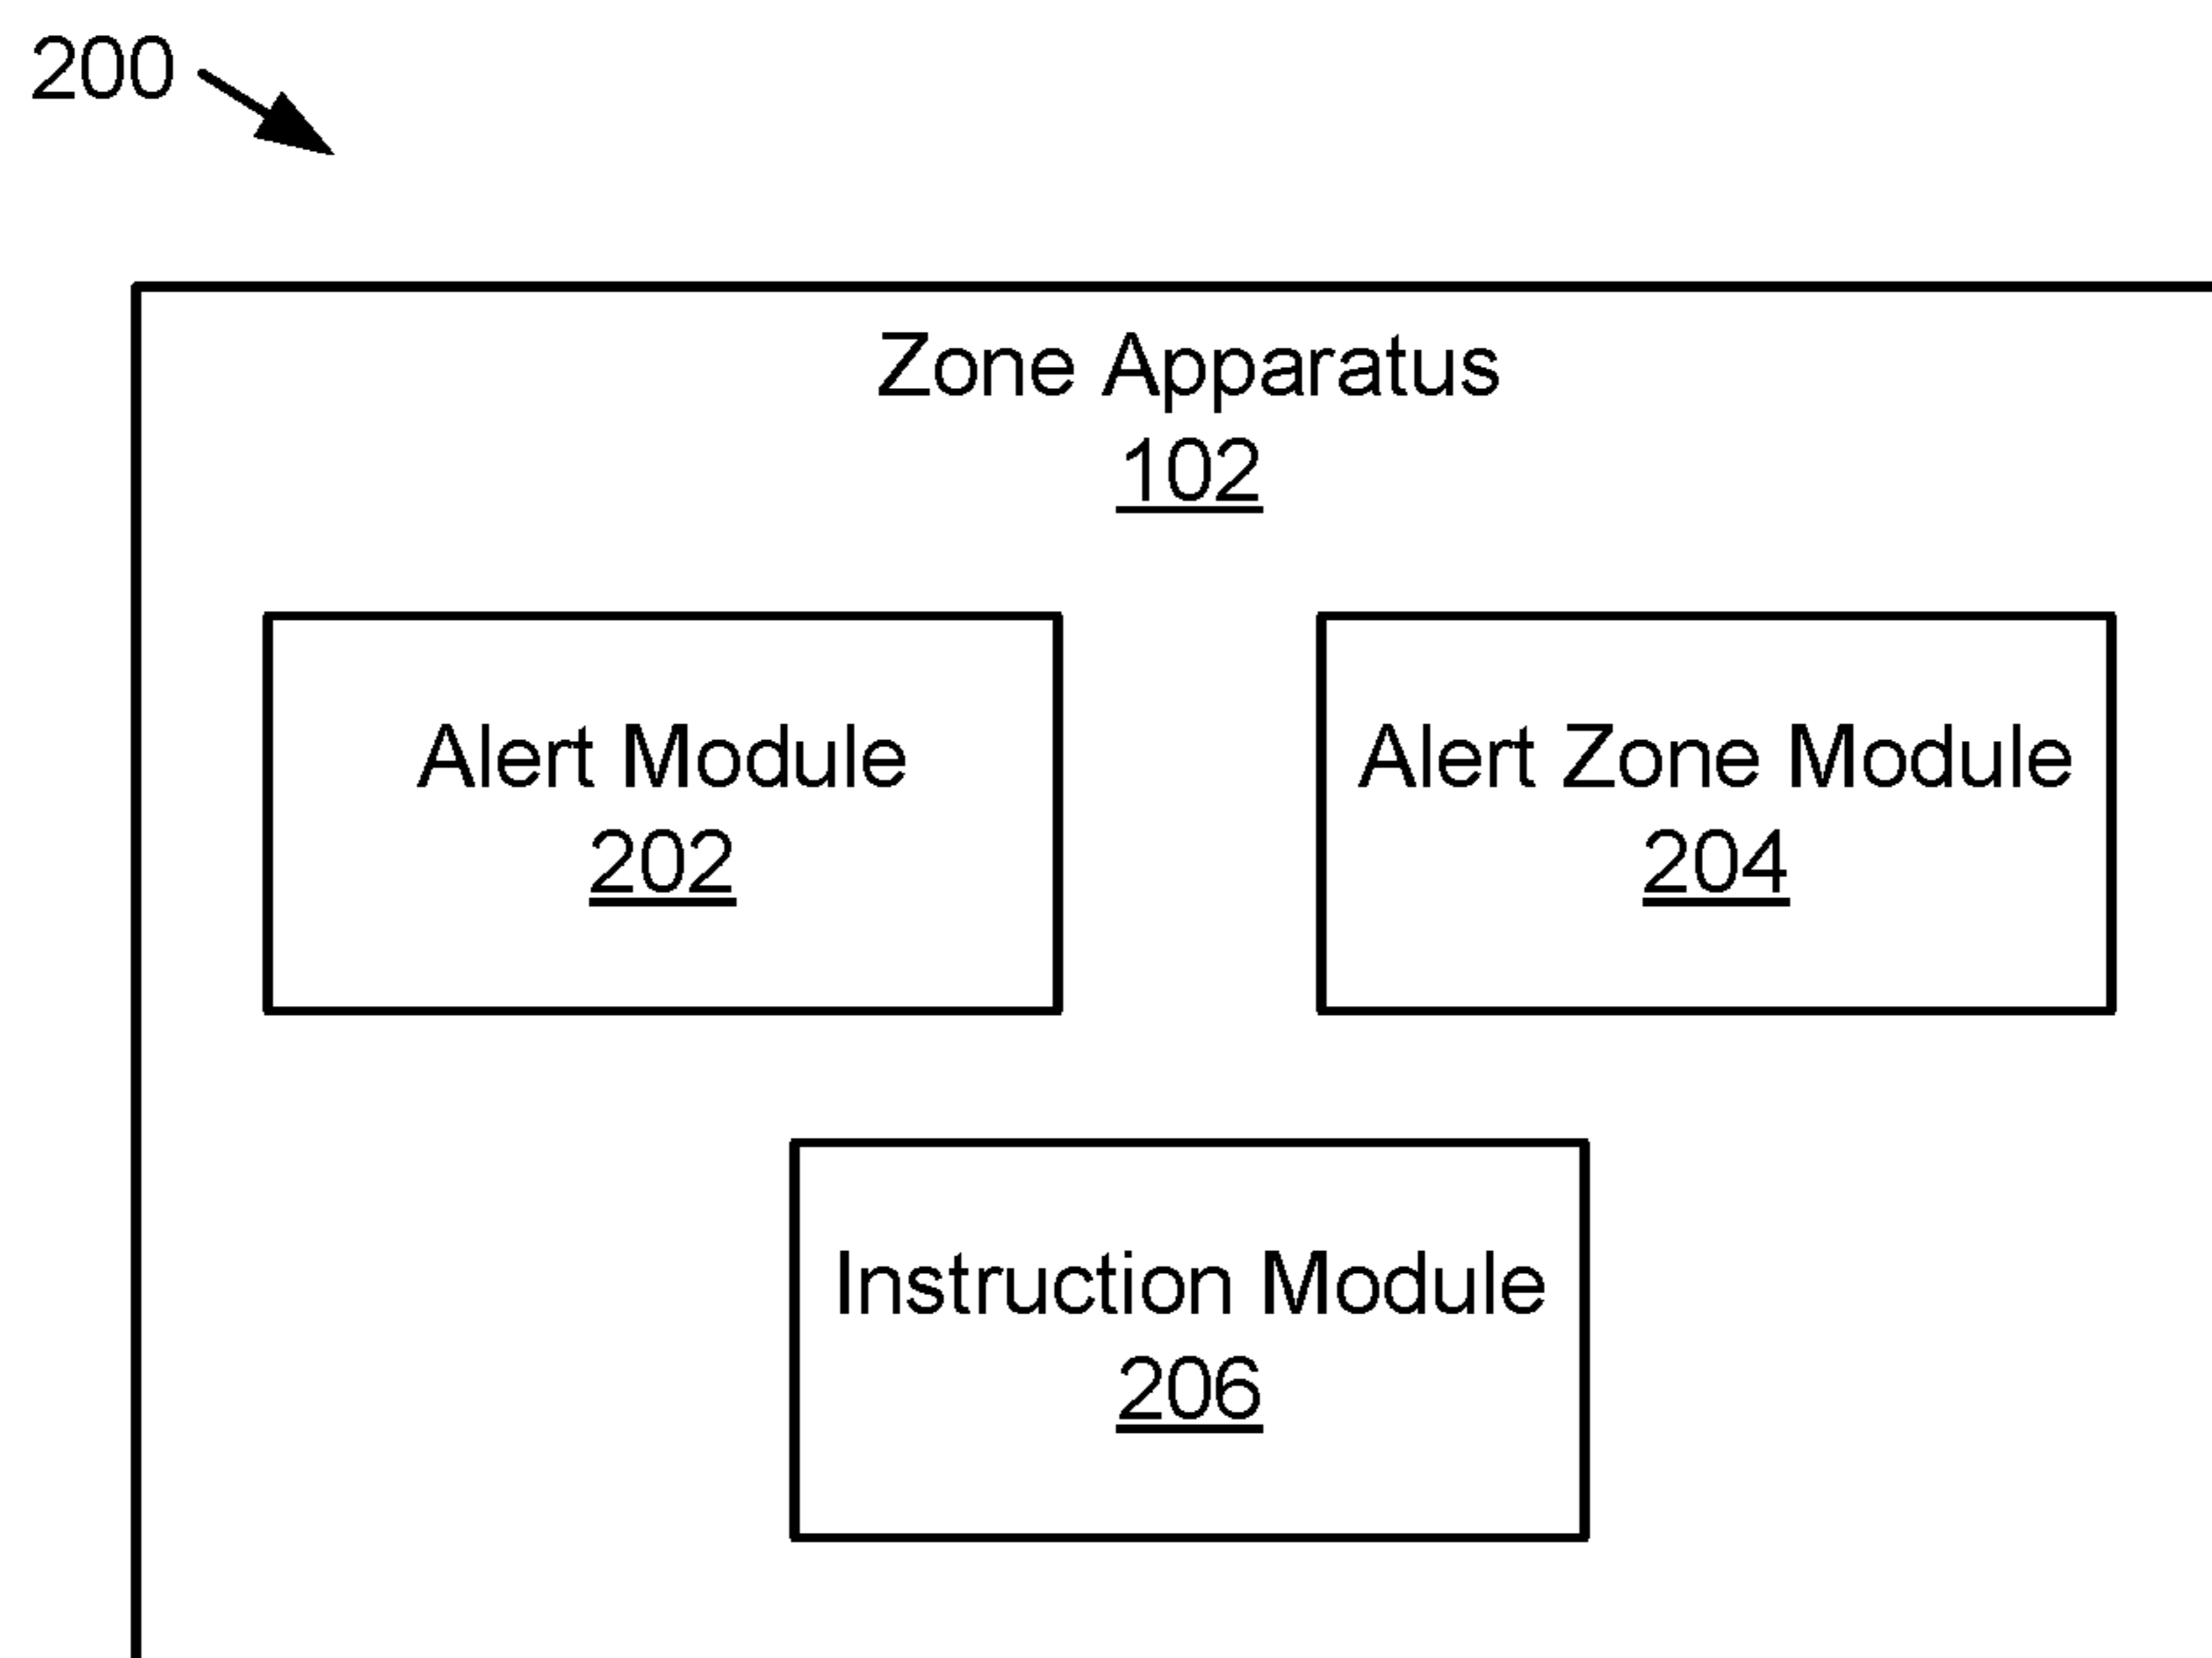 200
Zone Apparatus
102
Alert Module
202
Alert Zone Module
204
Instruction Module
206